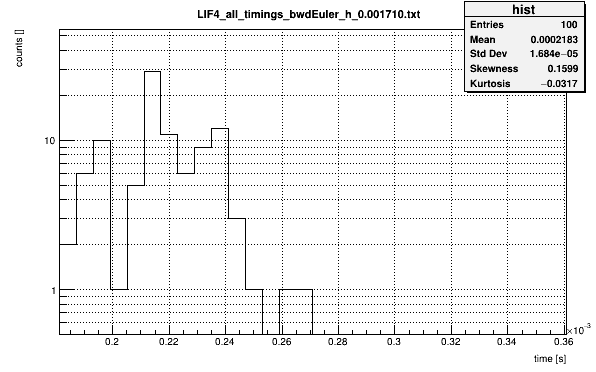 LIF4_all_timings_bwdEuler_h_0.001710.txt
hist
Entries 100
Mean 0.0002183
Std Dev 1.684e−05
Skewness 0.1599
Kurtosis −0.0317
counts []
10
1
0.2 0.22 0.24 0.26 0.28 0.3 0.32 0.34 0.36
×10⁻³
time [s]